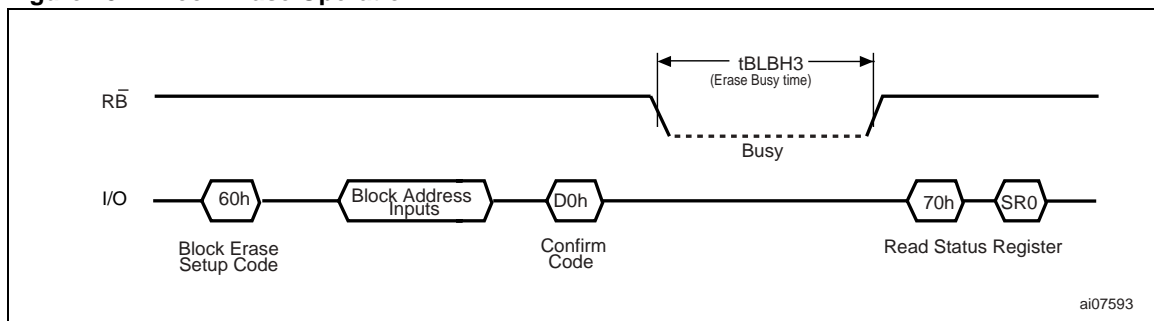 tBLBH3
(Erase Busy time)
RB̅
Busy
I/O
60h
Block Address
Inputs
D0h
70h
SR0
Block Erase
Setup Code
Confirm
Code
Read Status Register
ai07593